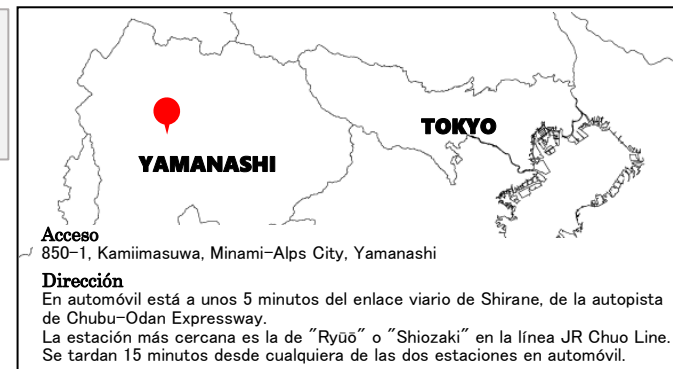 TOKYO
YAMANASHI
Acceso
850-1, Kamiimasuwa, Minami-Alps City, Yamanashi
Dirección
En automóvil está a unos 5 minutos del enlace viario de Shirane, de la autopista
de Chubu-Odan Expressway.
La estación más cercana es la de "Ryūō" o "Shiozaki" en la línea JR Chuo Line.
Se tardan 15 minutos desde cualquiera de las dos estaciones en automóvil.